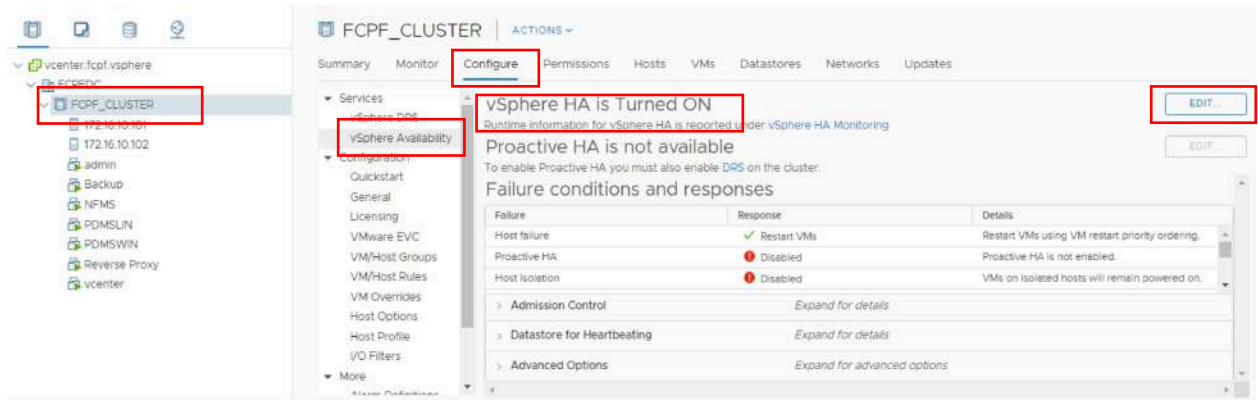 FCPF_CLUSTER
ACTIONS
vcenter.fcpf.vsphere
Summary Monitor Configure Permissions Hosts VMs Datastores Networks Updates
FCPFDC
FCPF_CLUSTER
172.16.10.101
172.16.10.102
admin
Backup
NFMS
PDMSLIN
PDMSWIN
Reverse Proxy
vcenter
Services
vSphere DRS
vSphere Availability
Configuration
Quickstart
General
Licensing
VMware EVC
VM/Host Groups
VM/Host Rules
VM Overrides
Host Options
Host Profile
I/O Filters
More
Alarm Definitions
vSphere HA is Turned ON
EDIT...
Runtime information for vSphere HA is reported under vSphere HA Monitoring
Proactive HA is not available
EDIT...
To enable Proactive HA you must also enable DRS on the cluster.
Failure conditions and responses
Failure Response Details
Host failure Restart VMs Restart VMs using VM restart priority ordering.
Proactive HA Disabled Proactive HA is not enabled.
Host Isolation Disabled VMs on isolated hosts will remain powered on.
Admission Control Expand for details
Datastore for Heartbeating Expand for details
Advanced Options Expand for advanced options